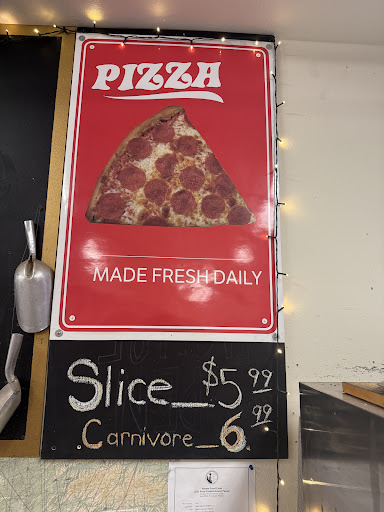 PIZZA
MADE FRESH DAILY
Slice_$5.99
Carnivore_6.99